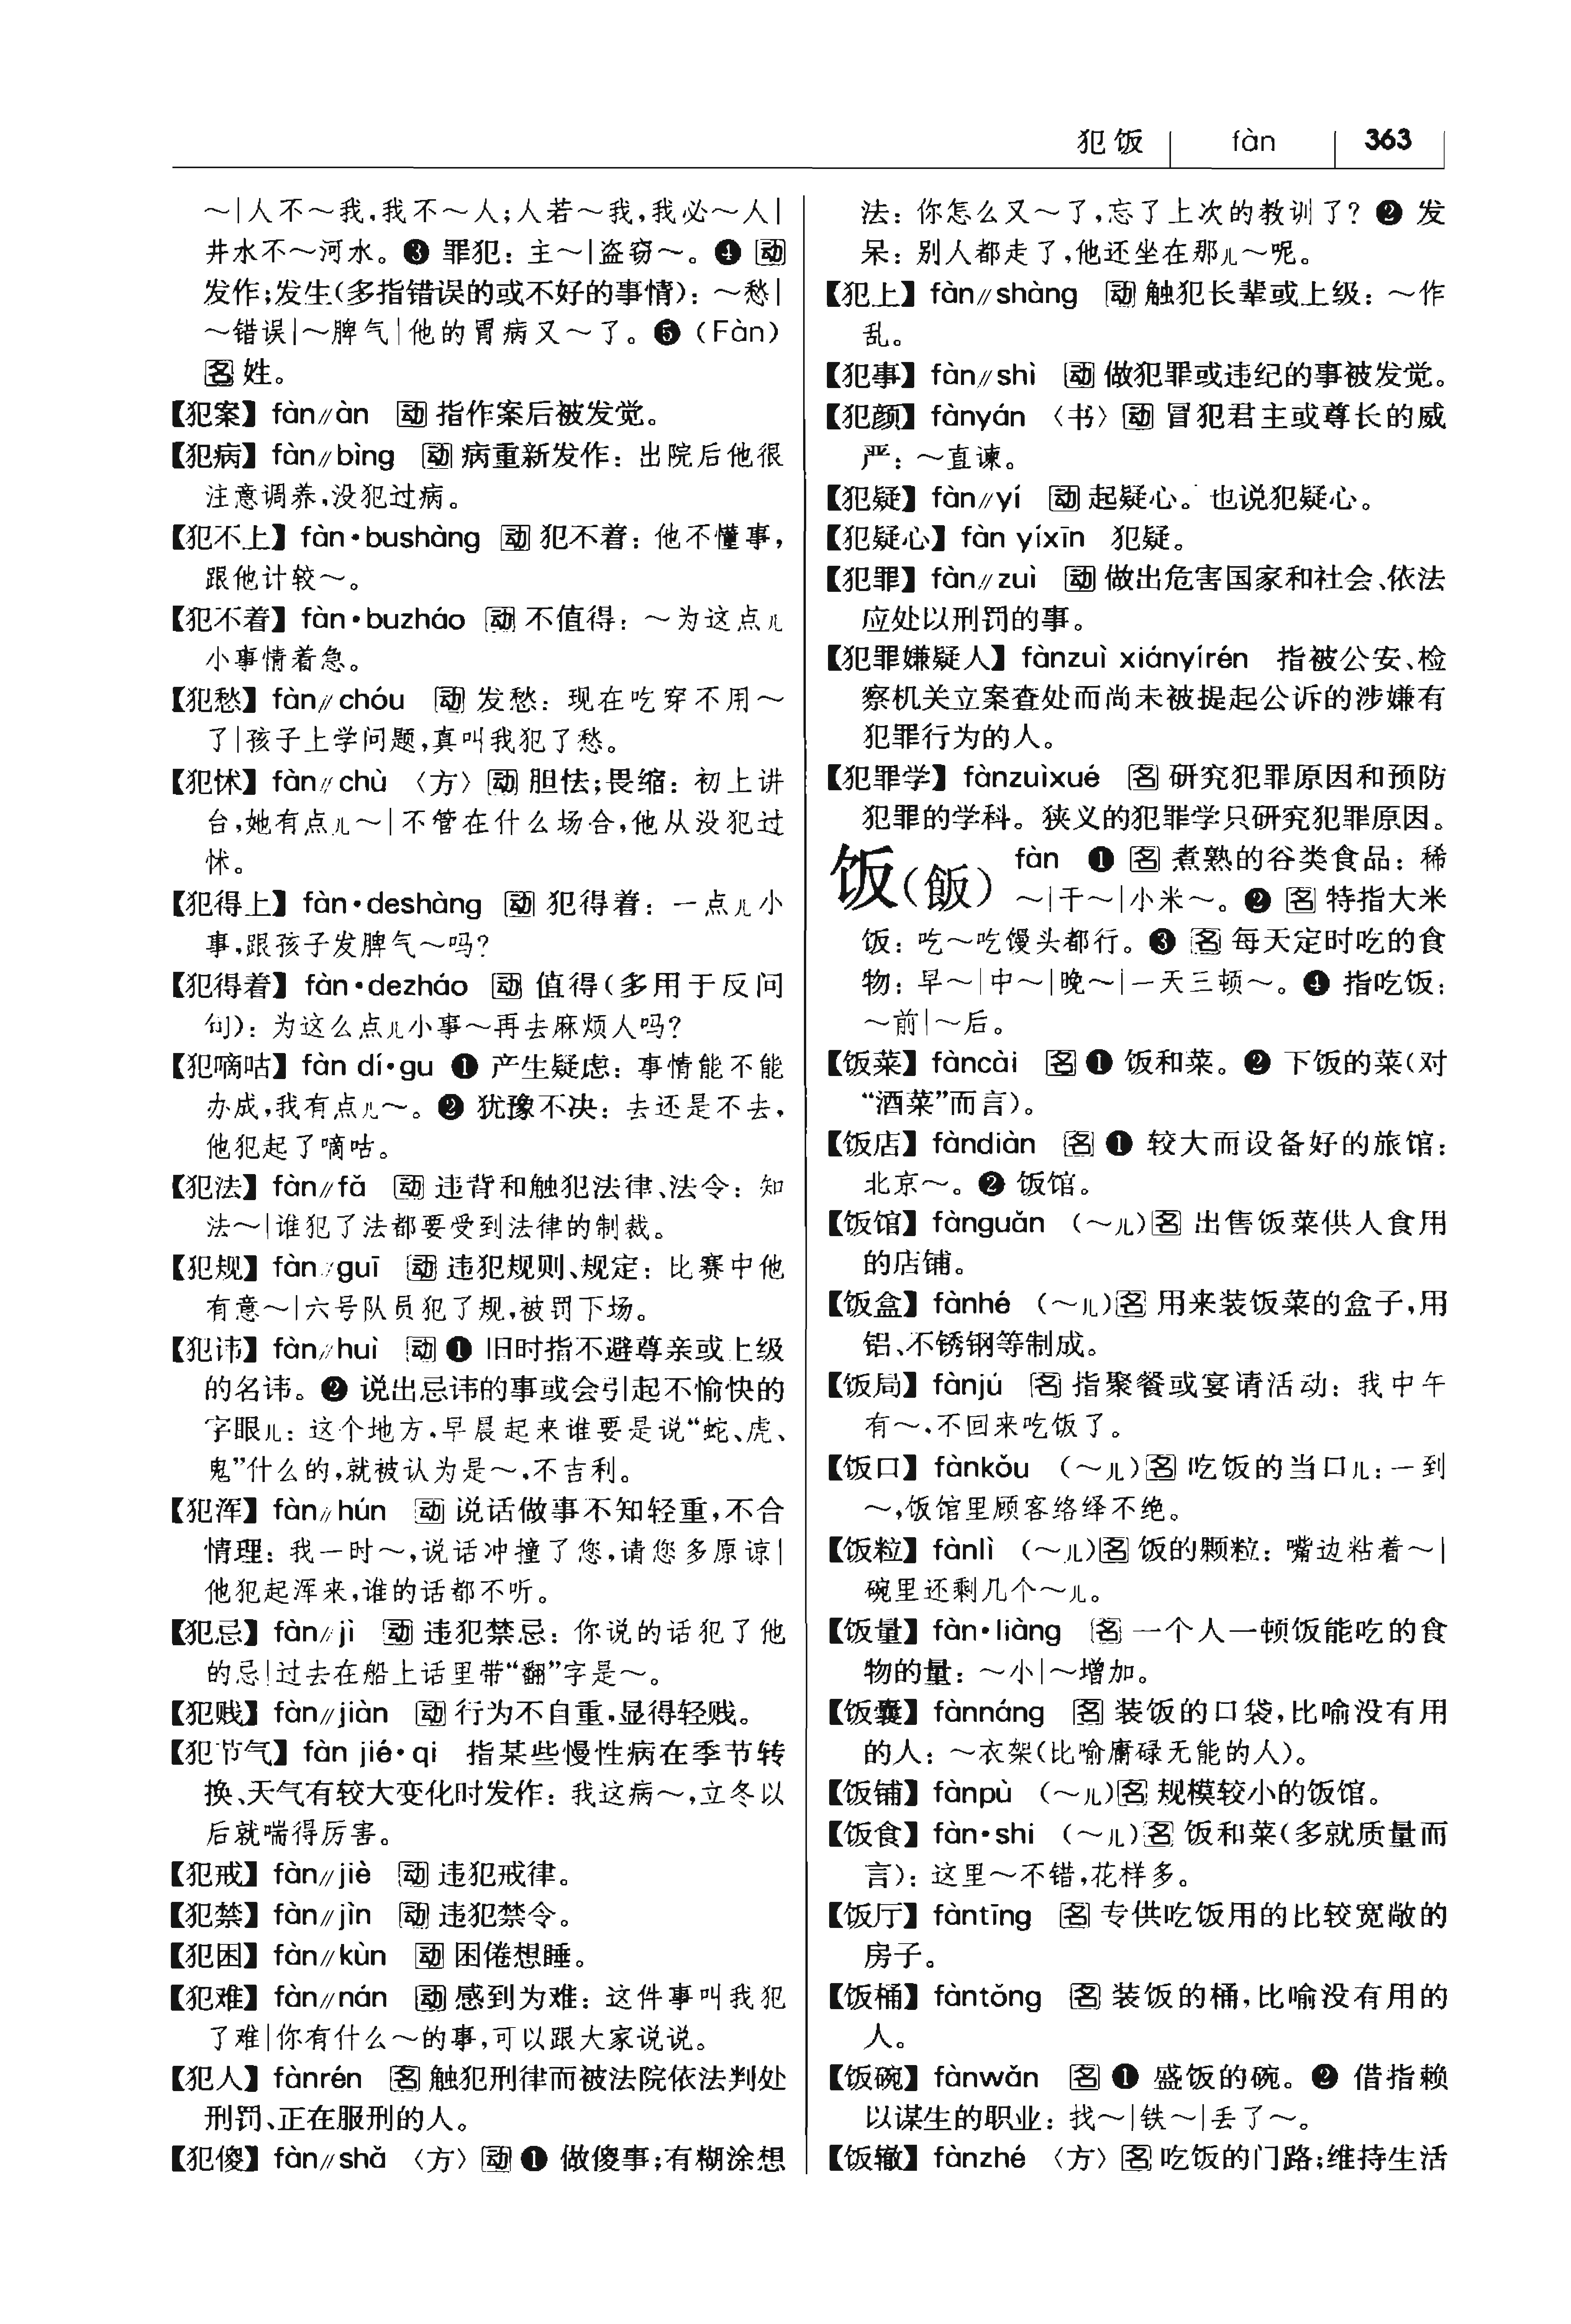 犯饭 fàn 363
～|人不～我,我不～人;人若～我,我必～人|
井水不～河水。❸ 罪犯：主～|盗窃～。❹ 动
发作;发生(多指错误的或不好的事情)：～愁|
～错误|～脾气|他的胃病又～了。❺ (Fàn)
名 姓。
【犯案】fàn//àn 动 指作案后被发觉。
【犯病】fàn//bìng 动 病重新发作：出院后他很
注意调养,没犯过病。
【犯不上】fàn•bushàng 动 犯不着：他不懂事,
跟他计较～。
【犯不着】fàn•buzháo 动 不值得：～为这点儿
小事情着急。
【犯愁】fàn//chóu 动 发愁：现在吃穿不用～
了|孩子上学问题,真叫我犯了愁。
【犯怵】fàn//chù 〈方〉动 胆怯;畏缩：初上讲
台,她有点儿～|不管在什么场合,他从没犯过
怵。
【犯得上】fàn•deshàng 动 犯得着：一点儿小
事,跟孩子发脾气～吗?
【犯得着】fàn•dezháo 动 值得(多用于反问
句)：为这么点儿小事～再去麻烦人吗?
【犯嘀咕】fàn dí•gu ❶ 产生疑虑：事情能不能
办成,我有点儿～。❷ 犹豫不决：去还是不去,
他犯起了嘀咕。
【犯法】fàn//fǎ 动 违背和触犯法律、法令：知
法～|谁犯了法都要受到法律的制裁。
【犯规】fàn//guī 动 违犯规则、规定：比赛中他
有意～|六号队员犯了规,被罚下场。
【犯讳】fàn//huì 动 ❶ 旧时指不避尊亲或上级
的名讳。❷ 说出忌讳的事或会引起不愉快的
字眼儿：这个地方,早晨起来谁要是说“蛇、虎、
鬼”什么的,就被认为是～,不吉利。
【犯浑】fàn//hún 动 说话做事不知轻重,不合
情理：我一时～,说话冲撞了您,请您多原谅|
他犯起浑来,谁的话都不听。
【犯忌】fàn//jì 动 违犯禁忌：你说的话犯了他
的忌|过去在船上话里带“翻”字是～。
【犯贱】fàn//jiàn 动 行为不自重,显得轻贱。
【犯节气】fàn jié•qi 指某些慢性病在季节转
换、天气有较大变化时发作：我这病～,立冬以
后就喘得厉害。
【犯戒】fàn//jiè 动 违犯戒律。
【犯禁】fàn//jìn 动 违犯禁令。
【犯困】fàn//kùn 动 困倦想睡。
【犯难】fàn//nán 动 感到为难：这件事叫我犯
了难|你有什么～的事,可以跟大家说说。
【犯人】fànrén 名 触犯刑律而被法院依法判处
刑罚、正在服刑的人。
【犯傻】fàn//shǎ 〈方〉动 ❶ 做傻事;有糊涂想
法：你怎么又～了,忘了上次的教训了? ❷ 发
呆：别人都走了,他还坐在那儿～呢。
【犯上】fàn//shàng 动 触犯长辈或上级：～作
乱。
【犯事】fàn//shì 动 做犯罪或违纪的事被发觉。
【犯颜】fànyán 〈书〉动 冒犯君主或尊长的威
严：～直谏。
【犯疑】fàn//yí 动 起疑心。也说犯疑心。
【犯疑心】fàn yíxīn 犯疑。
【犯罪】fàn//zuì 动 做出危害国家和社会、依法
应处以刑罚的事。
【犯罪嫌疑人】fànzuì xiányírén 指被公安、检
察机关立案查处而尚未被提起公诉的涉嫌有
犯罪行为的人。
【犯罪学】fànzuìxué 名 研究犯罪原因和预防
犯罪的学科。狭义的犯罪学只研究犯罪原因。
饭(飯) fàn ❶ 名 煮熟的谷类食品：稀
～|干～|小米～。❷ 名 特指大米
饭：吃～吃馒头都行。❸ 名 每天定时吃的食
物：早～|中～|晚～|一天三顿～。❹ 指吃饭：
～前|～后。
【饭菜】fàncài 名 ❶ 饭和菜。❷ 下饭的菜(对
“酒菜”而言)。
【饭店】fàndiàn 名 ❶ 较大而设备好的旅馆：
北京～。❷ 饭馆。
【饭馆】fànguǎn (～儿)名 出售饭菜供人食用
的店铺。
【饭盒】fànhé (～儿)名 用来装饭菜的盒子,用
铝、不锈钢等制成。
【饭局】fànjú 名 指聚餐或宴请活动：我中午
有～,不回来吃饭了。
【饭口】fànkǒu (～儿)名 吃饭的当口儿：一到
～,饭馆里顾客络绎不绝。
【饭粒】fànlì (～儿)名 饭的颗粒：嘴边粘着～|
碗里还剩几个～儿。
【饭量】fàn•liàng 名 一个人一顿饭能吃的食
物的量：～小|～增加。
【饭囊】fànnáng 名 装饭的口袋,比喻没有用
的人：～衣架(比喻庸碌无能的人)。
【饭铺】fànpù (～儿)名 规模较小的饭馆。
【饭食】fàn•shi (～儿)名 饭和菜(多就质量而
言)：这里～不错,花样多。
【饭厅】fàntīng 名 专供吃饭用的比较宽敞的
房子。
【饭桶】fàntǒng 名 装饭的桶,比喻没有用的
人。
【饭碗】fànwǎn 名 ❶ 盛饭的碗。❷ 借指赖
以谋生的职业：找～|铁～|丢了～。
【饭辙】fànzhé 〈方〉名 吃饭的门路;维持生活